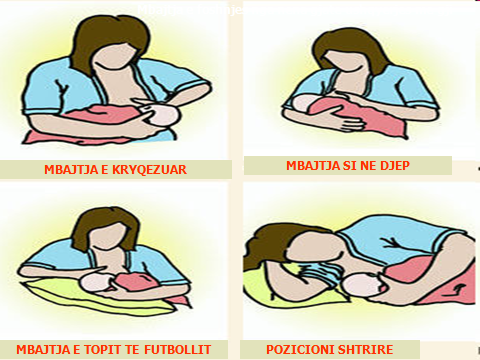 MBAJTJA E KRYQEZUAR
MBAJTJA SI NE DJEP
MBAJTJA E TOPIT TE FUTBOLLIT
POZICIONI SHTRIRE